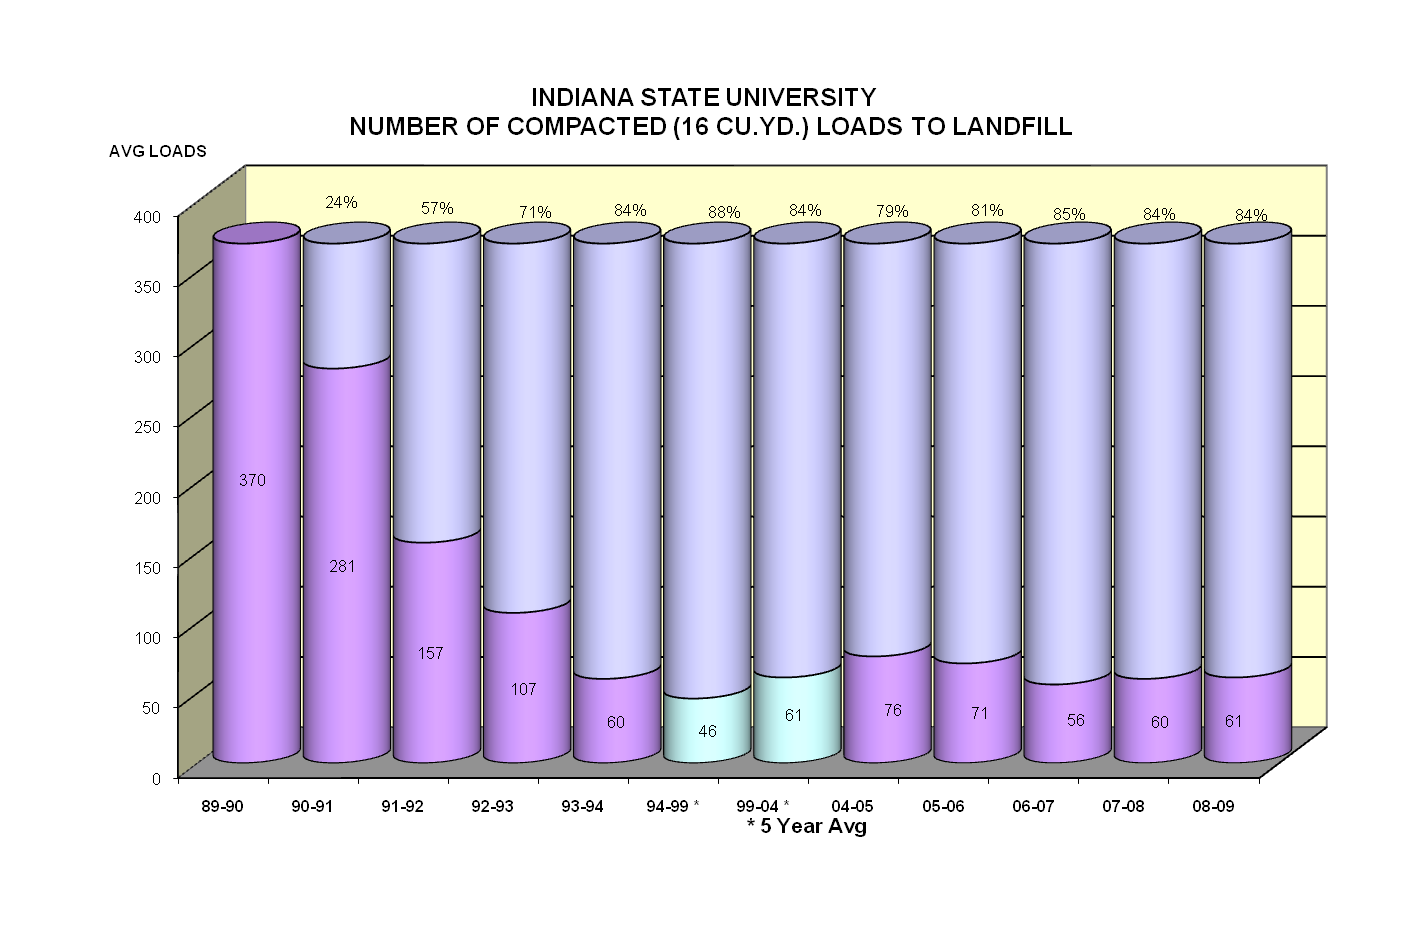 INDIANA STATE UNIVERSITY
NUMBER OF COMPACTED (16 CU.YD.) LOADS TO LANDFILL
AVG LOADS
24% 57% 71% 84% 88% 84% 79% 81% 85% 84% 84%
400
350
300
250
200
150
100
50
0
370 281 157 107 60 46 61 76 71 56 60 61
89-90 90-91 91-92 92-93 93-94 94-99 * 99-04 * 04-05 05-06 06-07 07-08 08-09
* 5 Year Avg